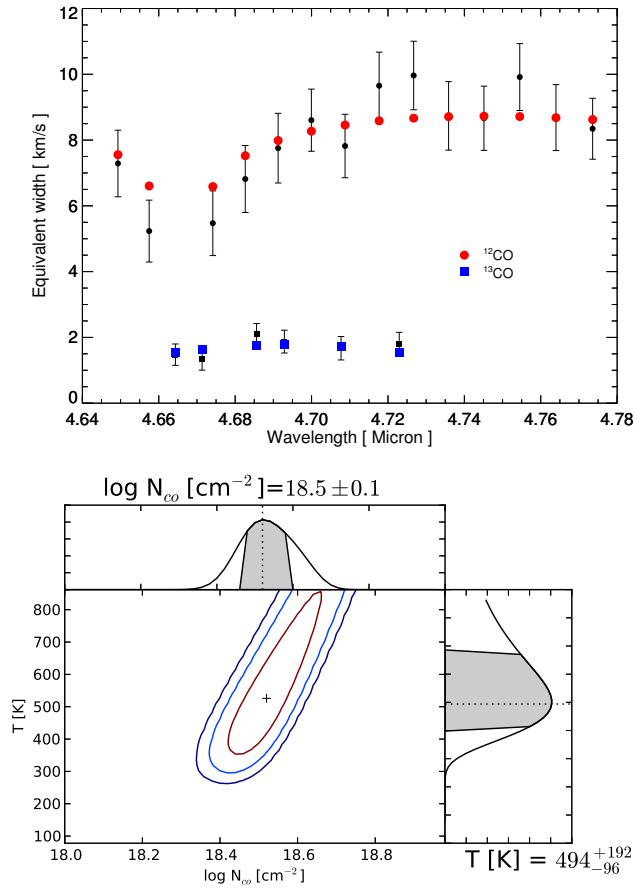 12
10
8
6
4
2
0
Equivalent width [ km/s ]
¹²CO
¹³CO
4.64 4.66 4.68 4.70 4.72 4.74 4.76 4.78
Wavelength [ Micron ]
log N_co [cm⁻²]=18.5 ±0.1
800
700
600
500
400
300
200
100
T [K]
18.0 18.2 18.4 18.6 18.8
log N_co [cm⁻²]
T [K] = 494 +192 −96